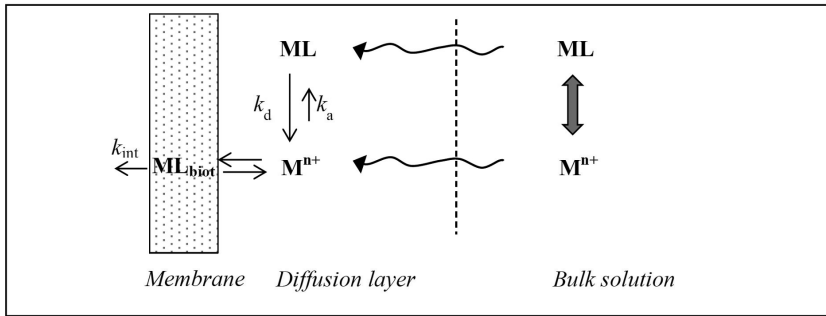 ML ML
k_d k_a
k_int
ML_biot M^n+ M^n+
Membrane Diffusion layer Bulk solution